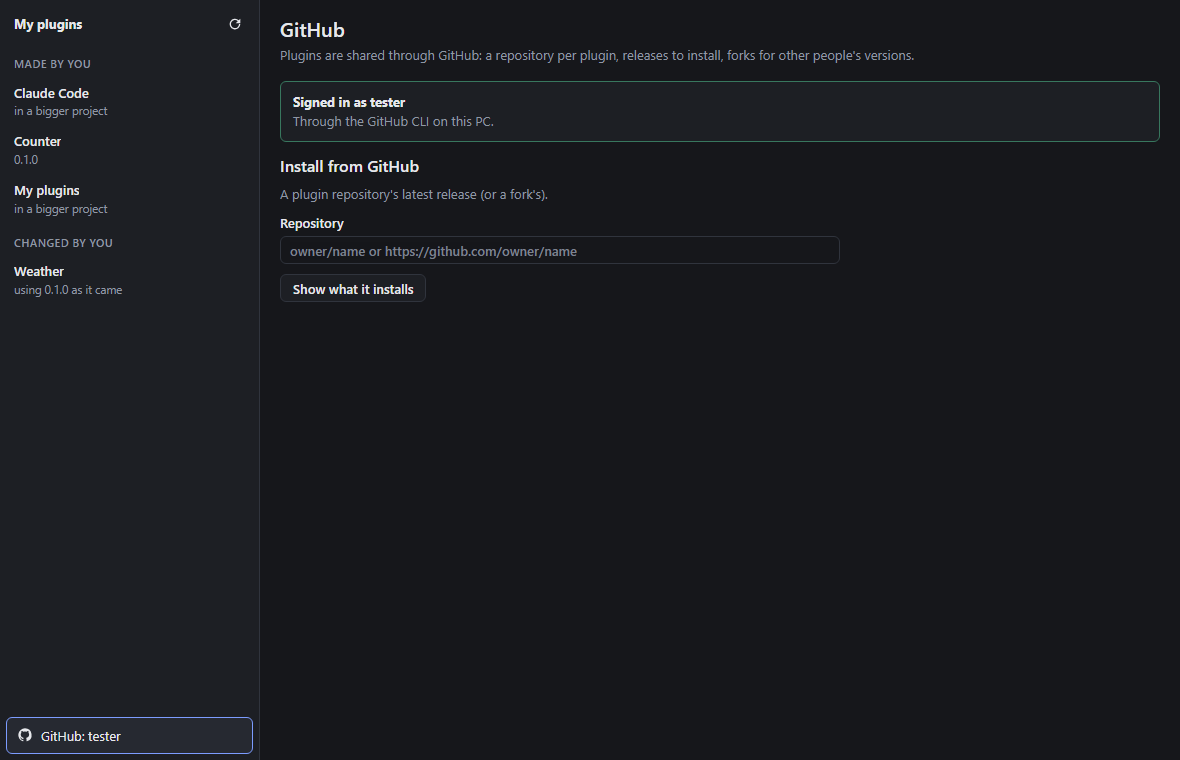 My plugins
MADE BY YOU
Claude Code
in a bigger project
Counter
0.1.0
My plugins
in a bigger project
CHANGED BY YOU
Weather
using 0.1.0 as it came
GitHub: tester
GitHub
Plugins are shared through GitHub: a repository per plugin, releases to install, forks for other people's versions.
Signed in as tester
Through the GitHub CLI on this PC.
Install from GitHub
A plugin repository's latest release (or a fork's).
Repository
owner/name or https://github.com/owner/name
Show what it installs